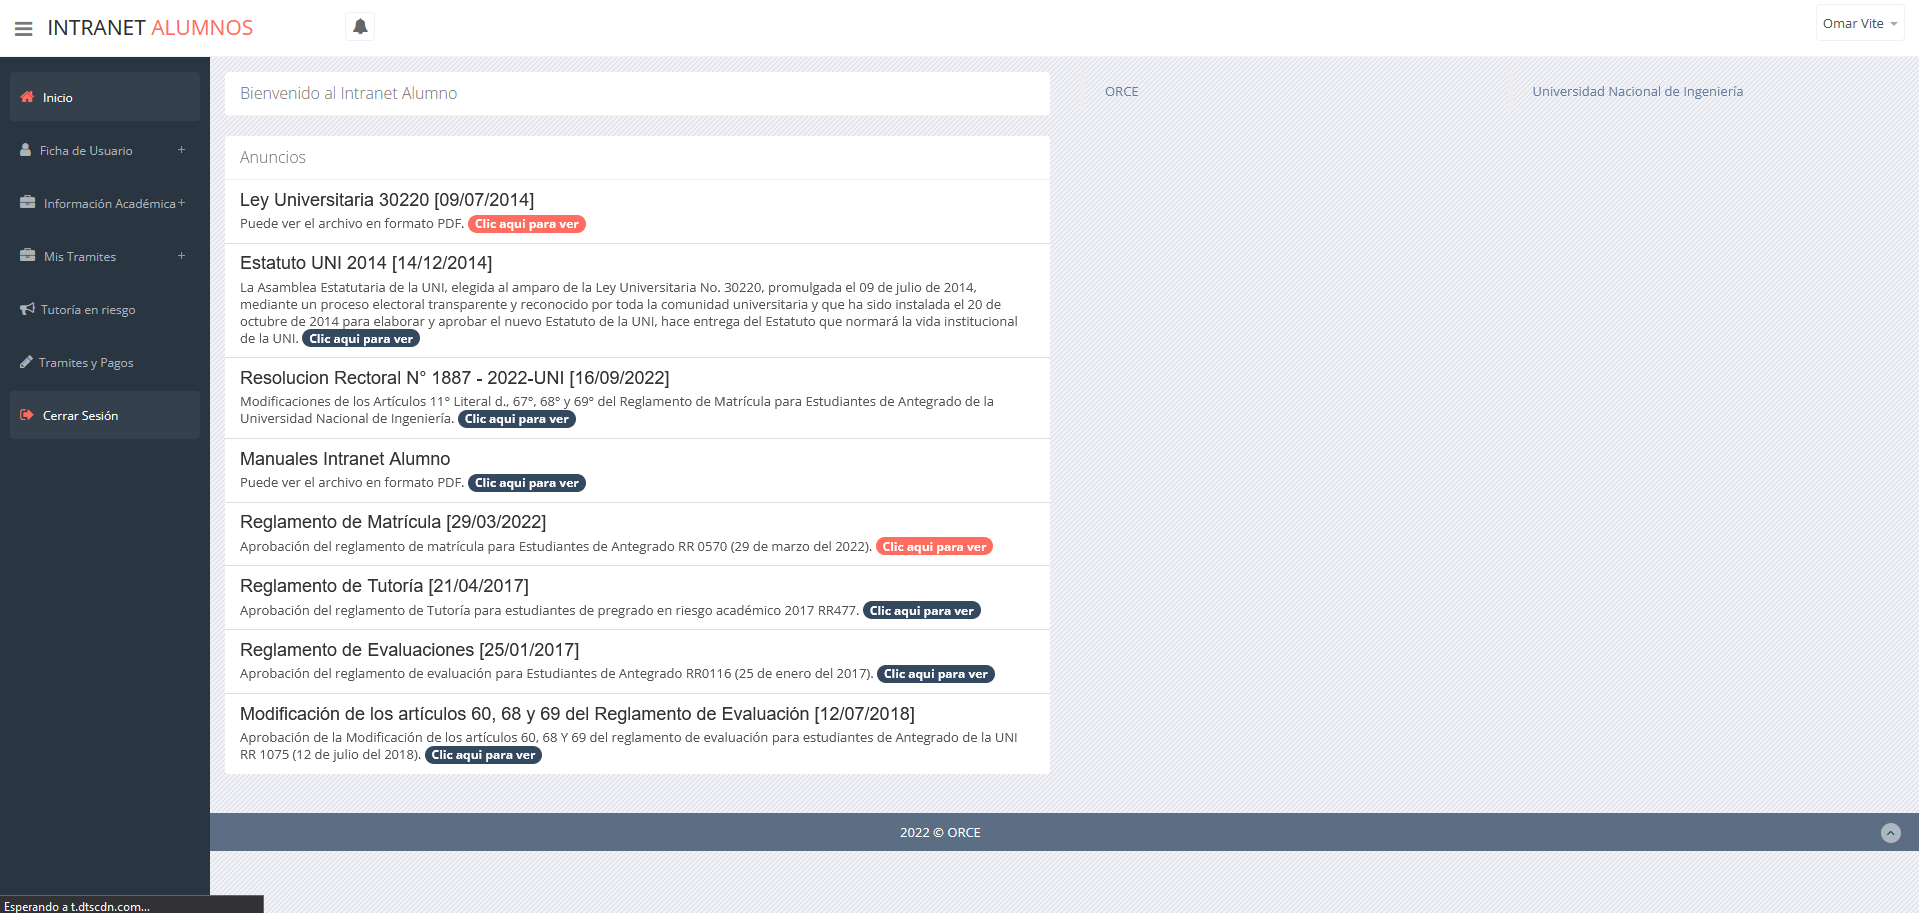 INTRANET ALUMNOS
Omar Vite
Inicio
Ficha de Usuario +
Información Académica +
Mis Tramites +
Tutoría en riesgo
Tramites y Pagos
Cerrar Sesión
Bienvenido al Intranet Alumno
ORCE
Universidad Nacional de Ingeniería
Anuncios
Ley Universitaria 30220 [09/07/2014]
Puede ver el archivo en formato PDF. Clic aqui para ver
Estatuto UNI 2014 [14/12/2014]
La Asamblea Estatutaria de la UNI, elegida al amparo de la Ley Universitaria No. 30220, promulgada el 09 de julio de 2014,
mediante un proceso electoral transparente y reconocido por toda la comunidad universitaria y que ha sido instalada el 20 de
octubre de 2014 para elaborar y aprobar el nuevo Estatuto de la UNI, hace entrega del Estatuto que normará la vida institucional
de la UNI. Clic aqui para ver
Resolucion Rectoral N° 1887 - 2022-UNI [16/09/2022]
Modificaciones de los Artículos 11° Literal d., 67°, 68° y 69° del Reglamento de Matrícula para Estudiantes de Antegrado de la
Universidad Nacional de Ingeniería. Clic aqui para ver
Manuales Intranet Alumno
Puede ver el archivo en formato PDF. Clic aqui para ver
Reglamento de Matrícula [29/03/2022]
Aprobación del reglamento de matrícula para Estudiantes de Antegrado RR 0570 (29 de marzo del 2022). Clic aqui para ver
Reglamento de Tutoría [21/04/2017]
Aprobación del reglamento de Tutoría para estudiantes de pregrado en riesgo académico 2017 RR477. Clic aqui para ver
Reglamento de Evaluaciones [25/01/2017]
Aprobación del reglamento de evaluación para Estudiantes de Antegrado RR0116 (25 de enero del 2017). Clic aqui para ver
Modificación de los artículos 60, 68 y 69 del Reglamento de Evaluación [12/07/2018]
Aprobación de la Modificación de los artículos 60, 68 Y 69 del reglamento de evaluación para estudiantes de Antegrado de la UNI
RR 1075 (12 de julio del 2018). Clic aqui para ver
2022 © ORCE
Esperando a t.dtscdn.com...